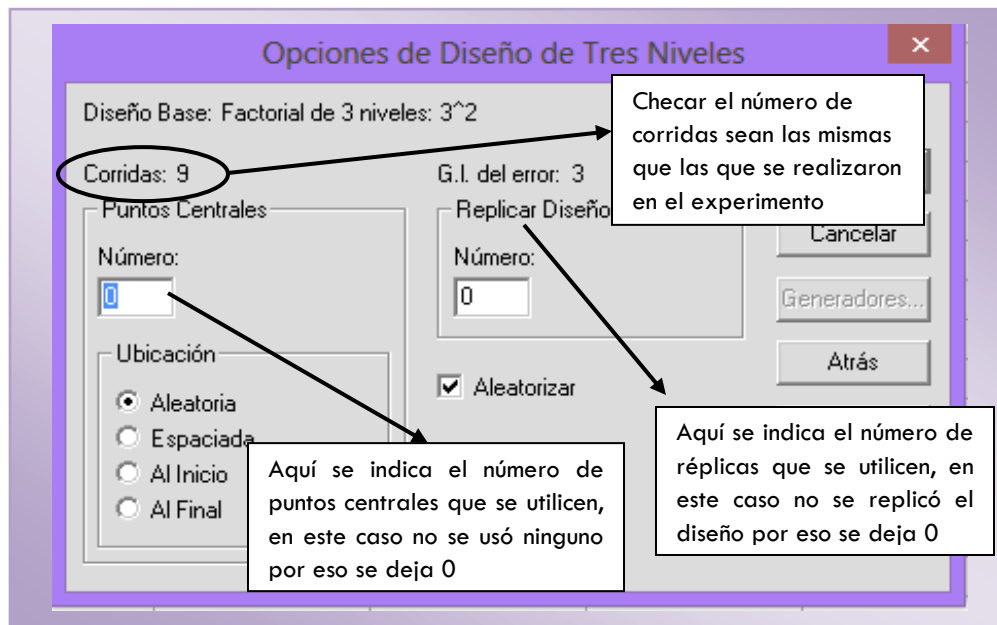 Opciones de Diseño de Tres Niveles
Diseño Base: Factorial de 3 niveles: 3^2
Corridas: 9
G.l. del error: 3
Checar el número de
corridas sean las mismas
que las que se realizaron
en el experimento
Puntos Centrales
Número:
0
Replicar Diseño
Número:
0
Cancelar
Generadores...
Atrás
Ubicación
Aleatoria
Espaciada
Al Inicio
Al Final
Aleatorizar
Aquí se indica el número de
puntos centrales que se utilicen,
en este caso no se usó ninguno
por eso se deja 0
Aquí se indica el número de
réplicas que se utilicen, en
este caso no se replicó el
diseño por eso se deja 0